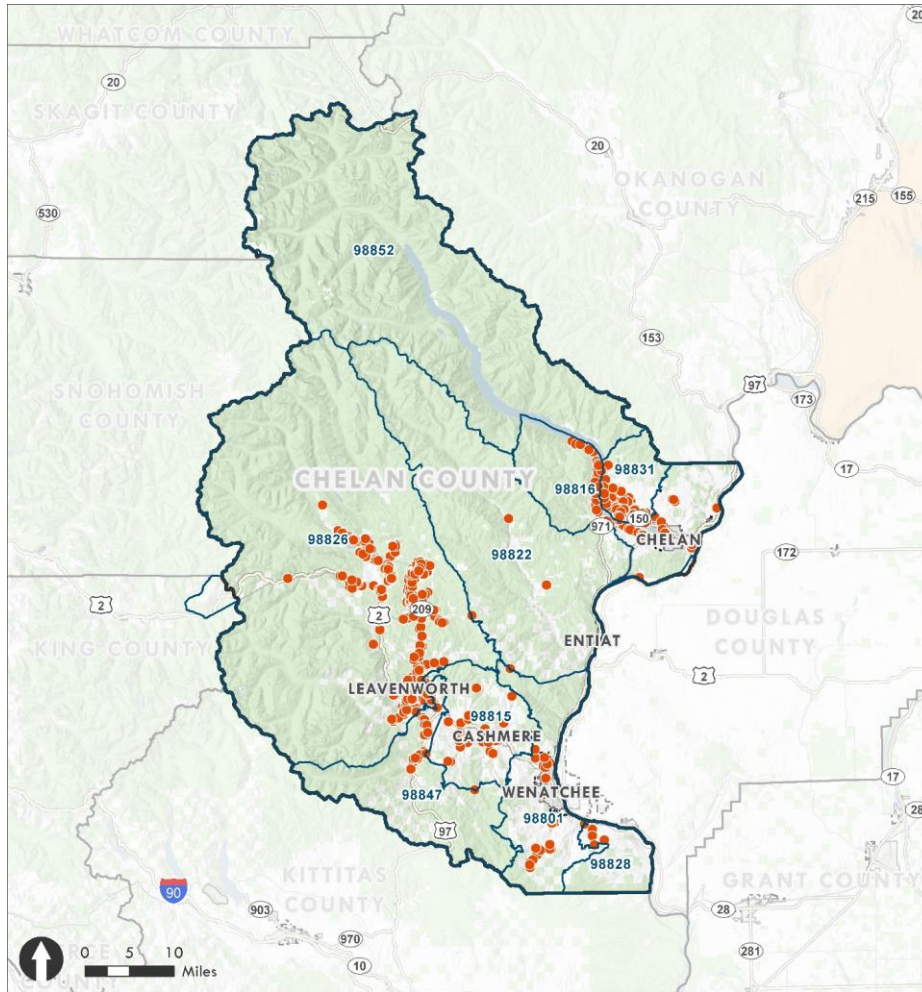 WHATCOM COUNTY
20
20
SKAGIT COUNTY
20
OKANOGAN
COUNTY
155
215
530
98852
153
97
173
SNOHOMISH
COUNTY
17
CHELAN COUNTY
98831
98816
150
971
CHELAN
98826
98822
172
2
209
2
DOUGLAS
COUNTY
KING COUNTY
ENTIAT
2
LEAVENWORTH
98815
CASHMERE
17
WENATCHEE
98847
98801
97
98828
KITTITAS
COUNTY
GRANT COUNTY
90
903
28
28
970
281
10
COUNTY
0 5 10
Miles